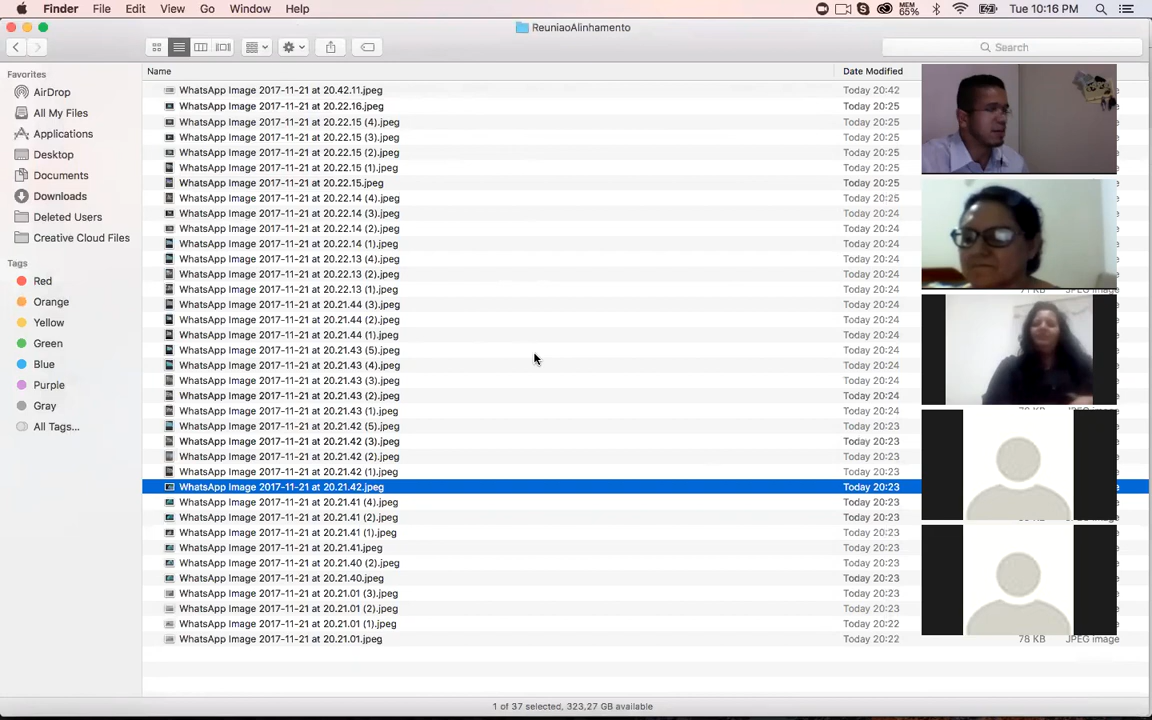 Finder File Edit View Go Window Help MEM 65% Tue 10:16 PM
ReuniaoAlinhamento
Search
Favorites
AirDrop
All My Files
Applications
Desktop
Documents
Downloads
Deleted Users
Creative Cloud Files
Tags
Red
Orange
Yellow
Green
Blue
Purple
Gray
All Tags...
Name Date Modified
WhatsApp Image 2017-11-21 at 20.42.11.jpeg Today 20:42
WhatsApp Image 2017-11-21 at 20.22.16.jpeg Today 20:25
WhatsApp Image 2017-11-21 at 20.22.15 (4).jpeg Today 20:25
WhatsApp Image 2017-11-21 at 20.22.15 (3).jpeg Today 20:25
WhatsApp Image 2017-11-21 at 20.22.15 (2).jpeg Today 20:25
WhatsApp Image 2017-11-21 at 20.22.15 (1).jpeg Today 20:25
WhatsApp Image 2017-11-21 at 20.22.15.jpeg Today 20:25
WhatsApp Image 2017-11-21 at 20.22.14 (4).jpeg Today 20:25
WhatsApp Image 2017-11-21 at 20.22.14 (3).jpeg Today 20:24
WhatsApp Image 2017-11-21 at 20.22.14 (2).jpeg Today 20:24
WhatsApp Image 2017-11-21 at 20.22.14 (1).jpeg Today 20:24
WhatsApp Image 2017-11-21 at 20.22.13 (4).jpeg Today 20:24
WhatsApp Image 2017-11-21 at 20.22.13 (2).jpeg Today 20:24
WhatsApp Image 2017-11-21 at 20.22.13 (1).jpeg Today 20:24
WhatsApp Image 2017-11-21 at 20.21.44 (3).jpeg Today 20:24
WhatsApp Image 2017-11-21 at 20.21.44 (2).jpeg Today 20:24
WhatsApp Image 2017-11-21 at 20.21.44 (1).jpeg Today 20:24
WhatsApp Image 2017-11-21 at 20.21.43 (5).jpeg Today 20:24
WhatsApp Image 2017-11-21 at 20.21.43 (4).jpeg Today 20:24
WhatsApp Image 2017-11-21 at 20.21.43 (3).jpeg Today 20:24
WhatsApp Image 2017-11-21 at 20.21.43 (2).jpeg Today 20:24
WhatsApp Image 2017-11-21 at 20.21.43 (1).jpeg Today 20:24
WhatsApp Image 2017-11-21 at 20.21.42 (5).jpeg Today 20:23
WhatsApp Image 2017-11-21 at 20.21.42 (3).jpeg Today 20:23
WhatsApp Image 2017-11-21 at 20.21.42 (2).jpeg Today 20:23
WhatsApp Image 2017-11-21 at 20.21.42 (1).jpeg Today 20:23
WhatsApp Image 2017-11-21 at 20.21.42.jpeg Today 20:23
WhatsApp Image 2017-11-21 at 20.21.41 (4).jpeg Today 20:23
WhatsApp Image 2017-11-21 at 20.21.41 (2).jpeg Today 20:23
WhatsApp Image 2017-11-21 at 20.21.41 (1).jpeg Today 20:23
WhatsApp Image 2017-11-21 at 20.21.41.jpeg Today 20:23
WhatsApp Image 2017-11-21 at 20.21.40 (2).jpeg Today 20:23
WhatsApp Image 2017-11-21 at 20.21.40.jpeg Today 20:23
WhatsApp Image 2017-11-21 at 20.21.01 (3).jpeg Today 20:23
WhatsApp Image 2017-11-21 at 20.21.01 (2).jpeg Today 20:23
WhatsApp Image 2017-11-21 at 20.21.01 (1).jpeg Today 20:22
WhatsApp Image 2017-11-21 at 20.21.01.jpeg Today 20:22 78 KB JPEG image
1 of 37 selected, 323,27 GB available